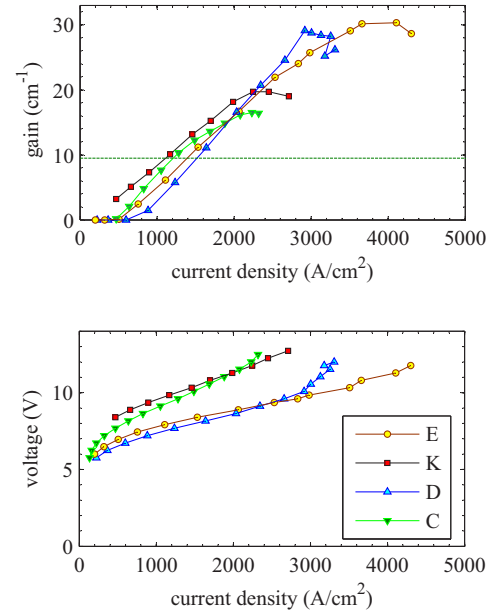 30
20
10
0
gain (cm⁻¹)
0 1000 2000 3000 4000 5000
current density (A/cm²)
10
5
0
voltage (V)
E
K
D
C
0 1000 2000 3000 4000 5000
current density (A/cm²)